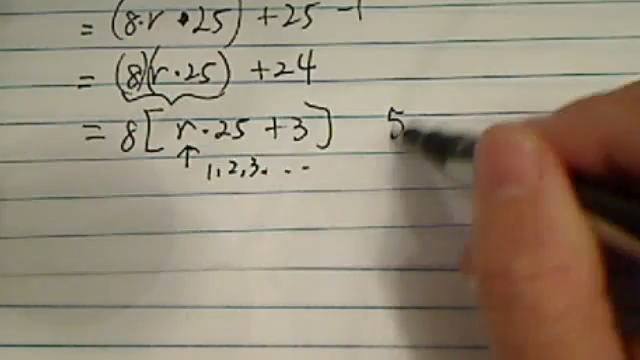 = (8·r·25) + 25 - 1
= (8)(r·25) + 24
= 8[r·25 + 3] 5
↑ 1, 2, 3, ...